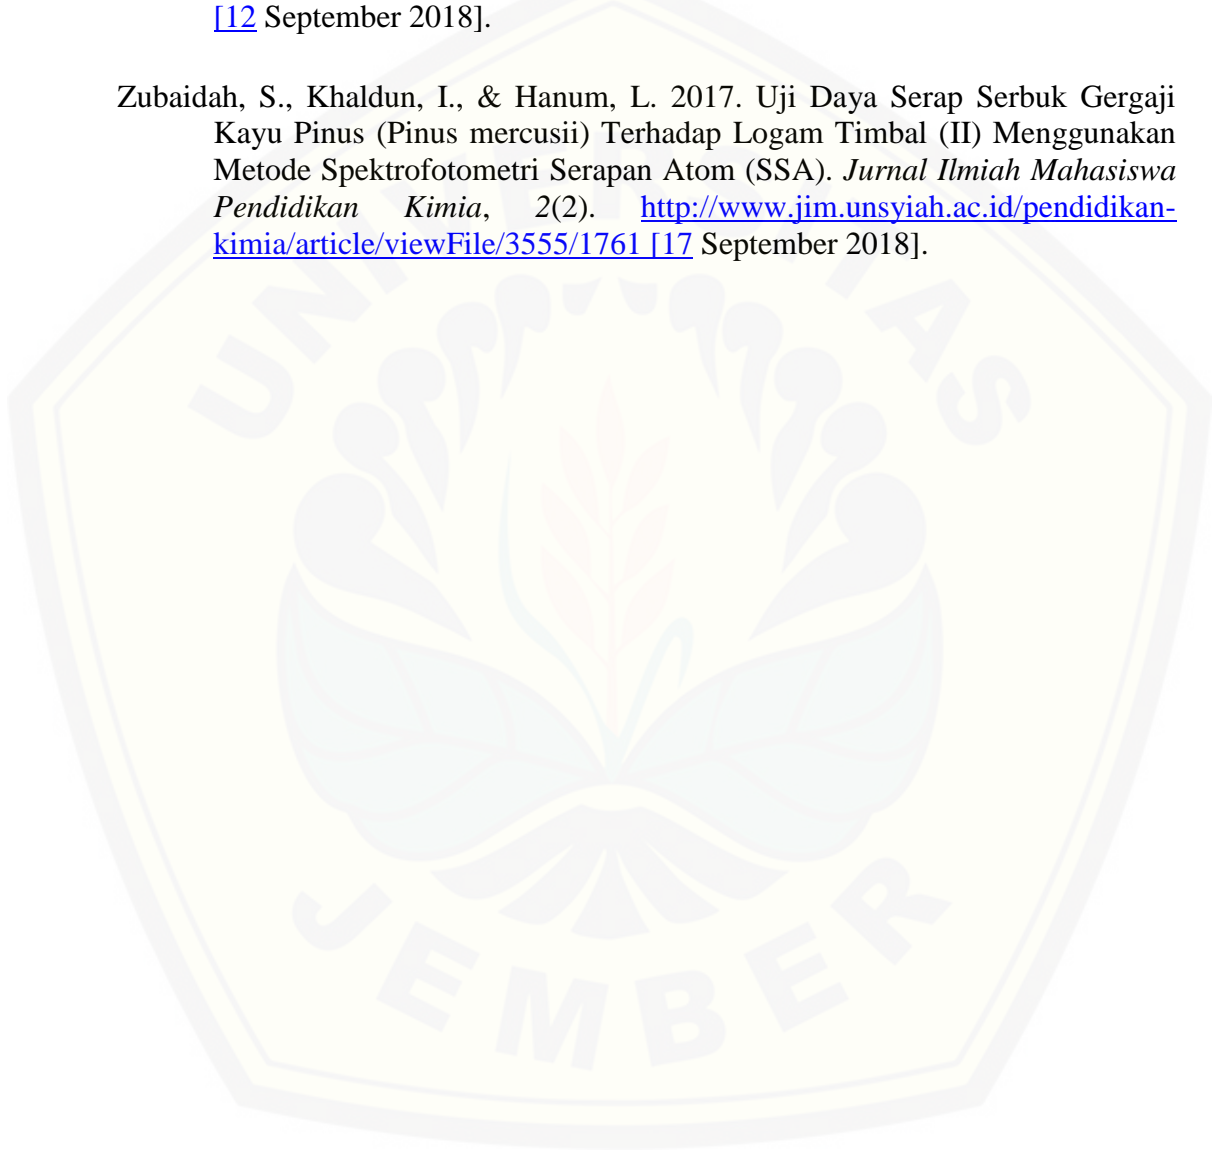 [12 September 2018].
Zubaidah, S., Khaldun, I., & Hanum, L. 2017. Uji Daya Serap Serbuk Gergaji
Kayu Pinus (Pinus mercusii) Terhadap Logam Timbal (II) Menggunakan
Metode Spektrofotometri Serapan Atom (SSA). Jurnal Ilmiah Mahasiswa
Pendidikan Kimia, 2(2). http://www.jim.unsyiah.ac.id/pendidikan-
kimia/article/viewFile/3555/1761 [17 September 2018].
UNIVERSITAS
JEMBER